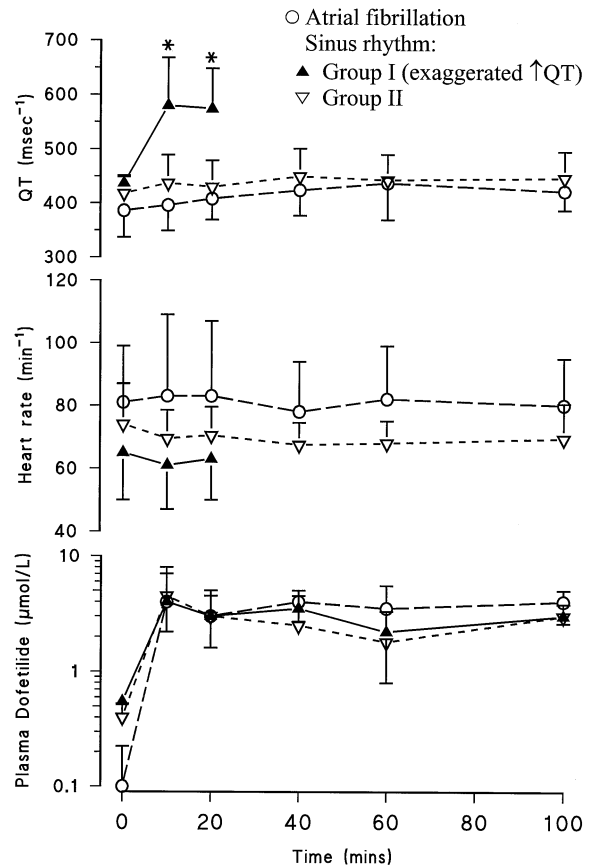 ○ Atrial fibrillation
Sinus rhythm:
▲ Group I (exaggerated ↑QT)
▽ Group II
* *
700
600
500
400
300
QT (msec⁻¹)
120
100
80
60
40
Heart rate (min⁻¹)
10
1
0.1
Plasma Dofetilide (μmol/L)
0 20 40 60 80 100
Time (mins)